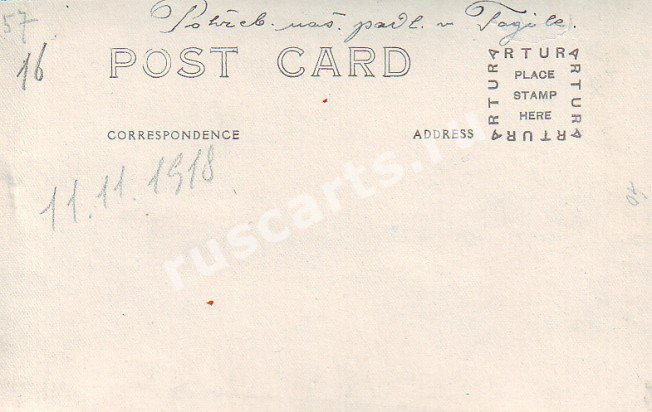 57
Pohřeb. naš. padl. v Tagile.
16
POST CARD
ARTURA ARTURA ARTURA ARTURA
PLACE
STAMP
HERE
CORRESPONDENCE
ADDRESS
11.11.1918.
ruscarts.ru